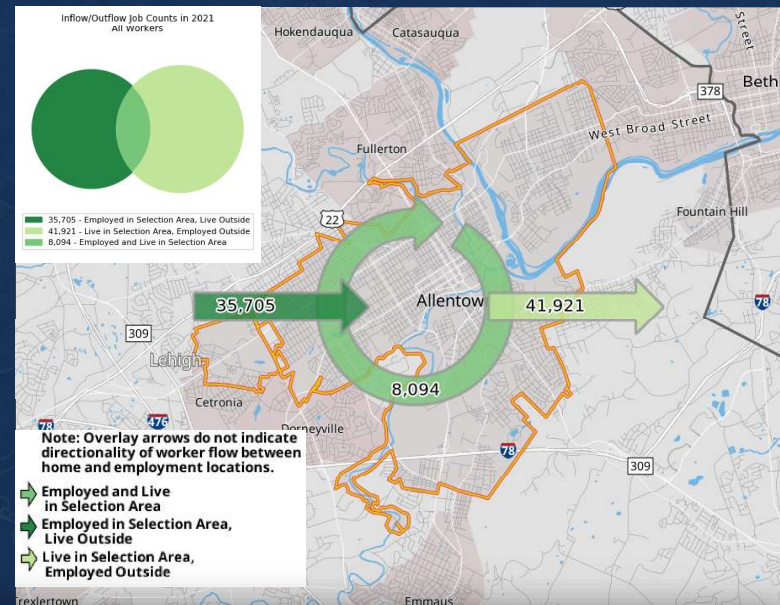 Inflow/Outflow Job Counts in 2021
All Workers
35,705 - Employed in Selection Area, Live Outside
41,921 - Live in Selection Area, Employed Outside
8,094 - Employed and Live in Selection Area
Hokendauqua
Catasauqua
Street
Beth
378
West Broad Street
Fullerton
22
Fountain Hill
35,705
Allentow
41,921
78
309
Lehigh
8,094
Cetronia
78
476
Dorneyville
78
309
Note: Overlay arrows do not indicate
directionality of worker flow between
home and employment locations.
Employed and Live
in Selection Area
Employed in Selection Area,
Live Outside
Live in Selection Area,
Employed Outside
Trexlertown
Emmaus